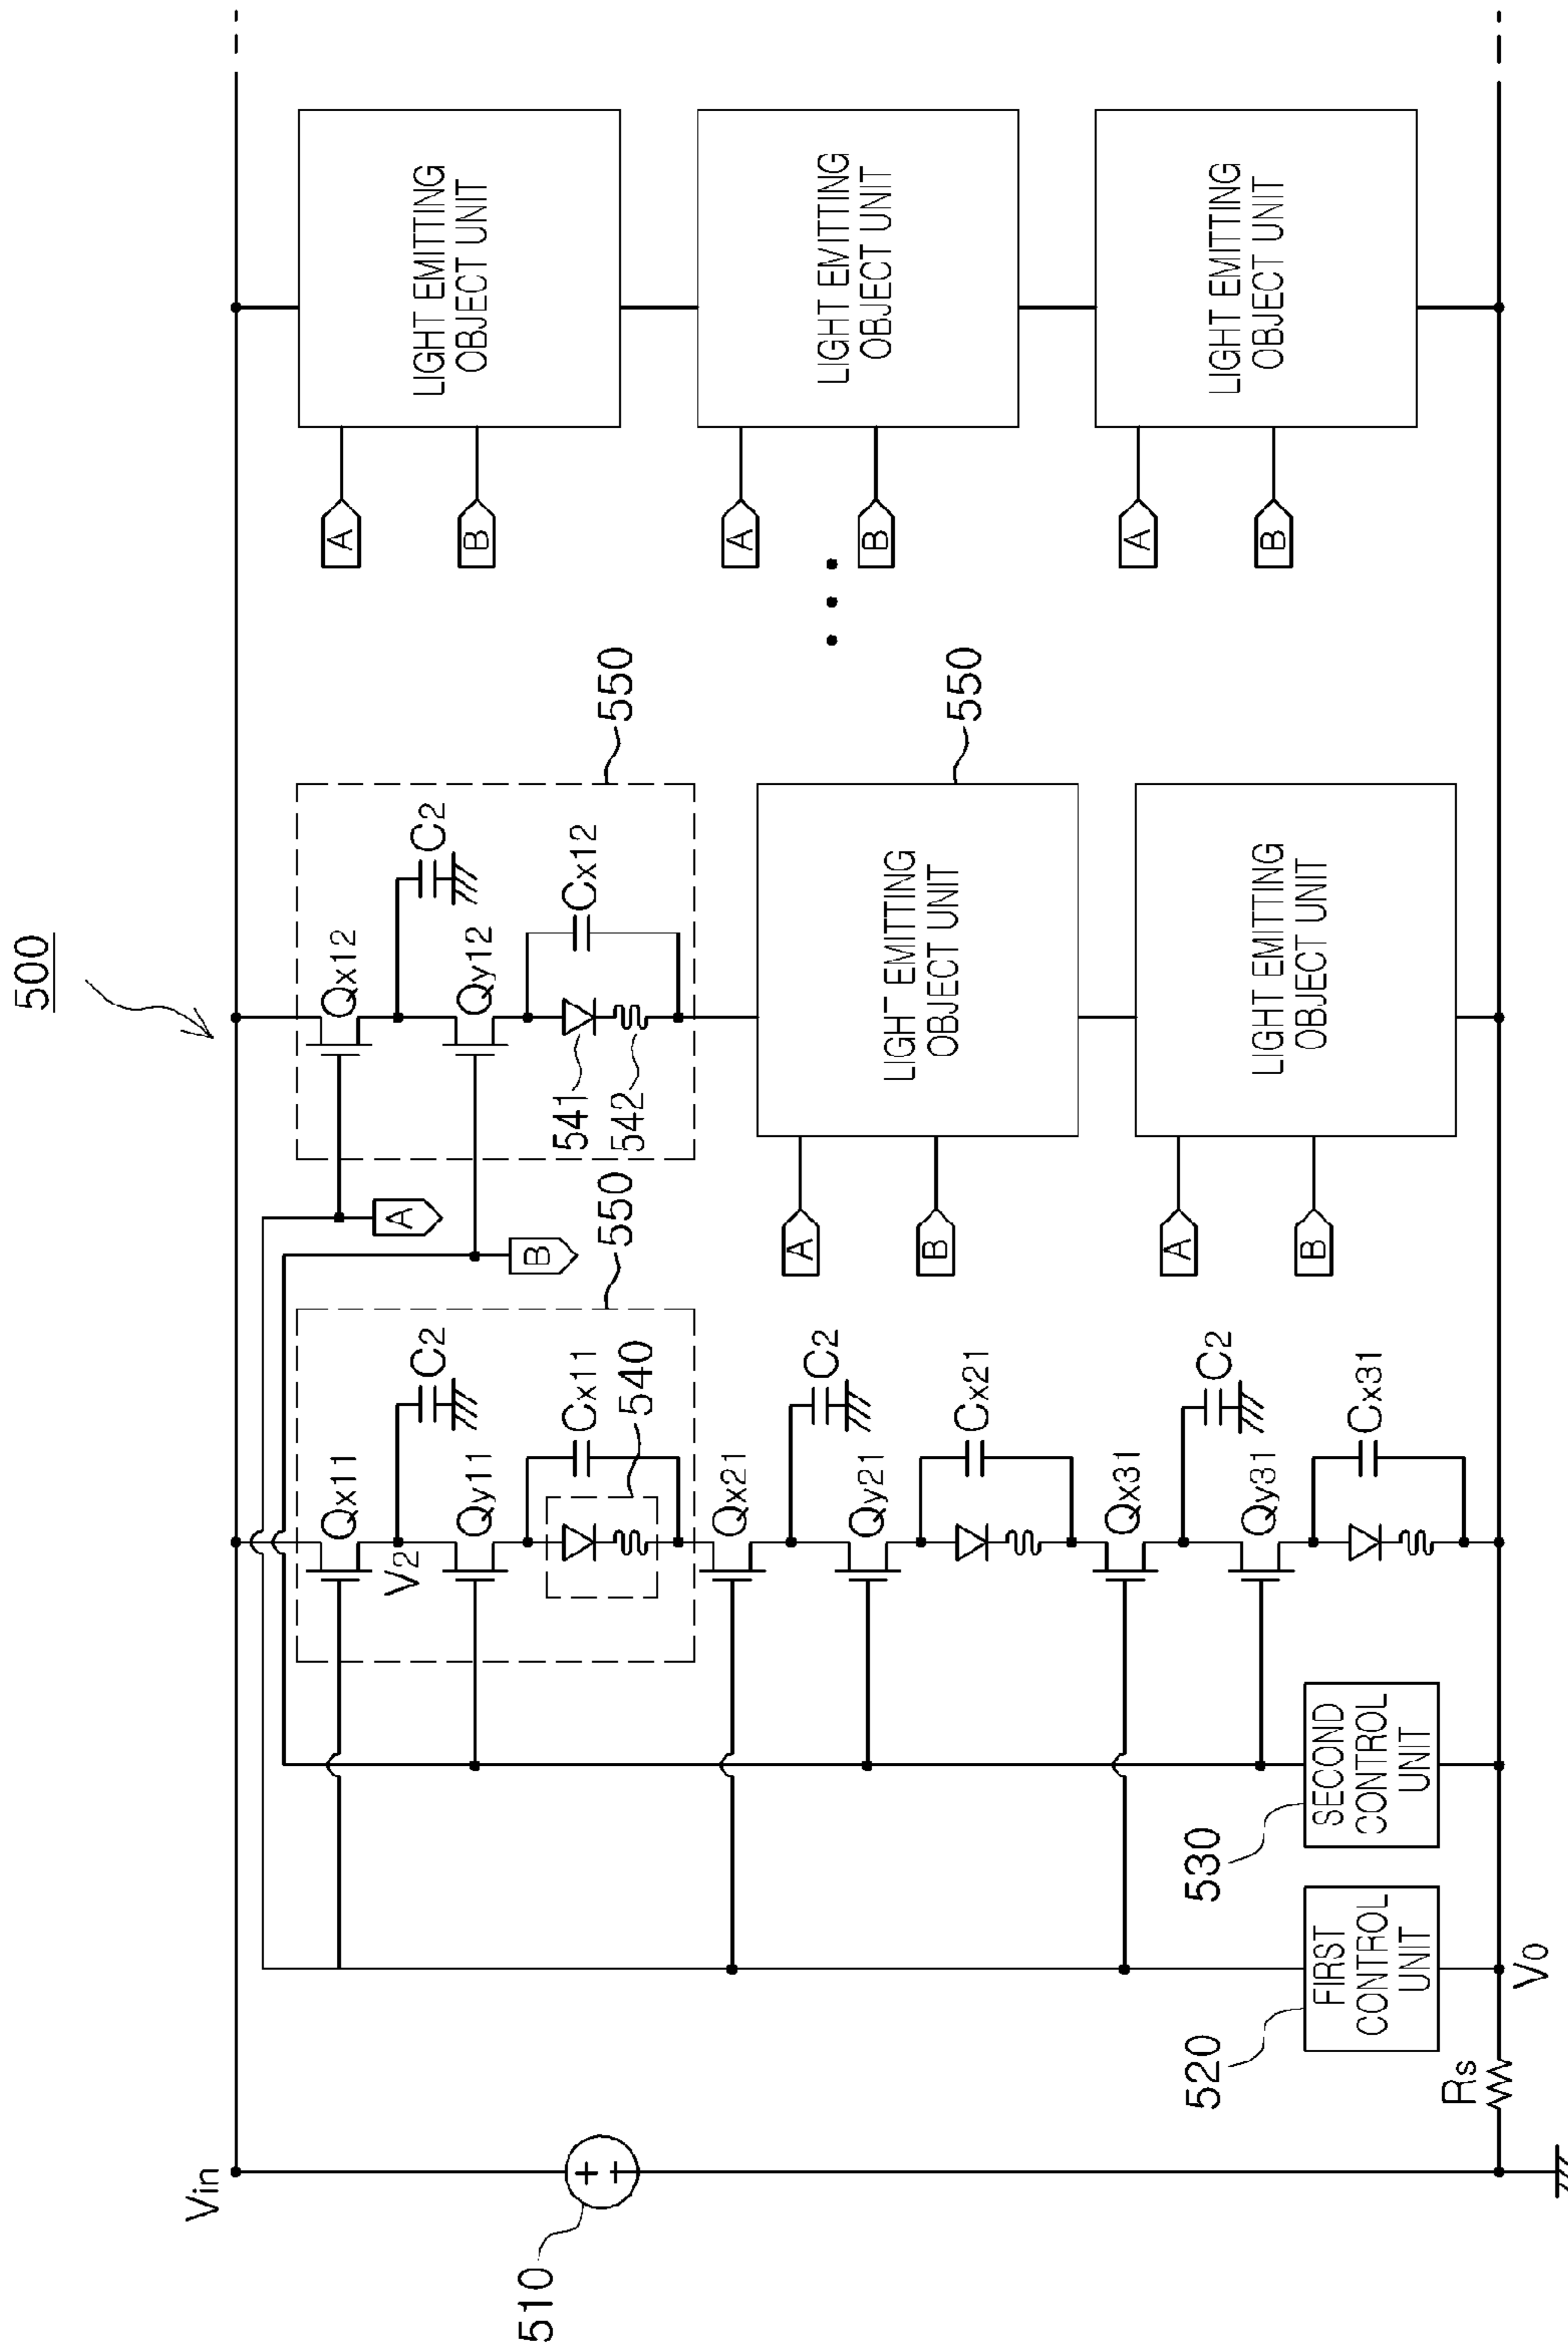 500
Vin
510
Rs
Vo
520
FIRST
CONTROL
UNIT
530
SECOND
CONTROL
UNIT
550
Qx11
V2
C2
Qy11
Cx11
540
Qx21
C2
Qy21
Cx21
Qx31
C2
Qy31
Cx31
A
B
550
Qx12
C2
Qy12
Cx12
541
542
550
A
B
LIGHT EMITTING
OBJECT UNIT
A
B
LIGHT EMITTING
OBJECT UNIT
A
B
LIGHT EMITTING
OBJECT UNIT
A
B
LIGHT EMITTING
OBJECT UNIT
A
B
LIGHT EMITTING
OBJECT UNIT